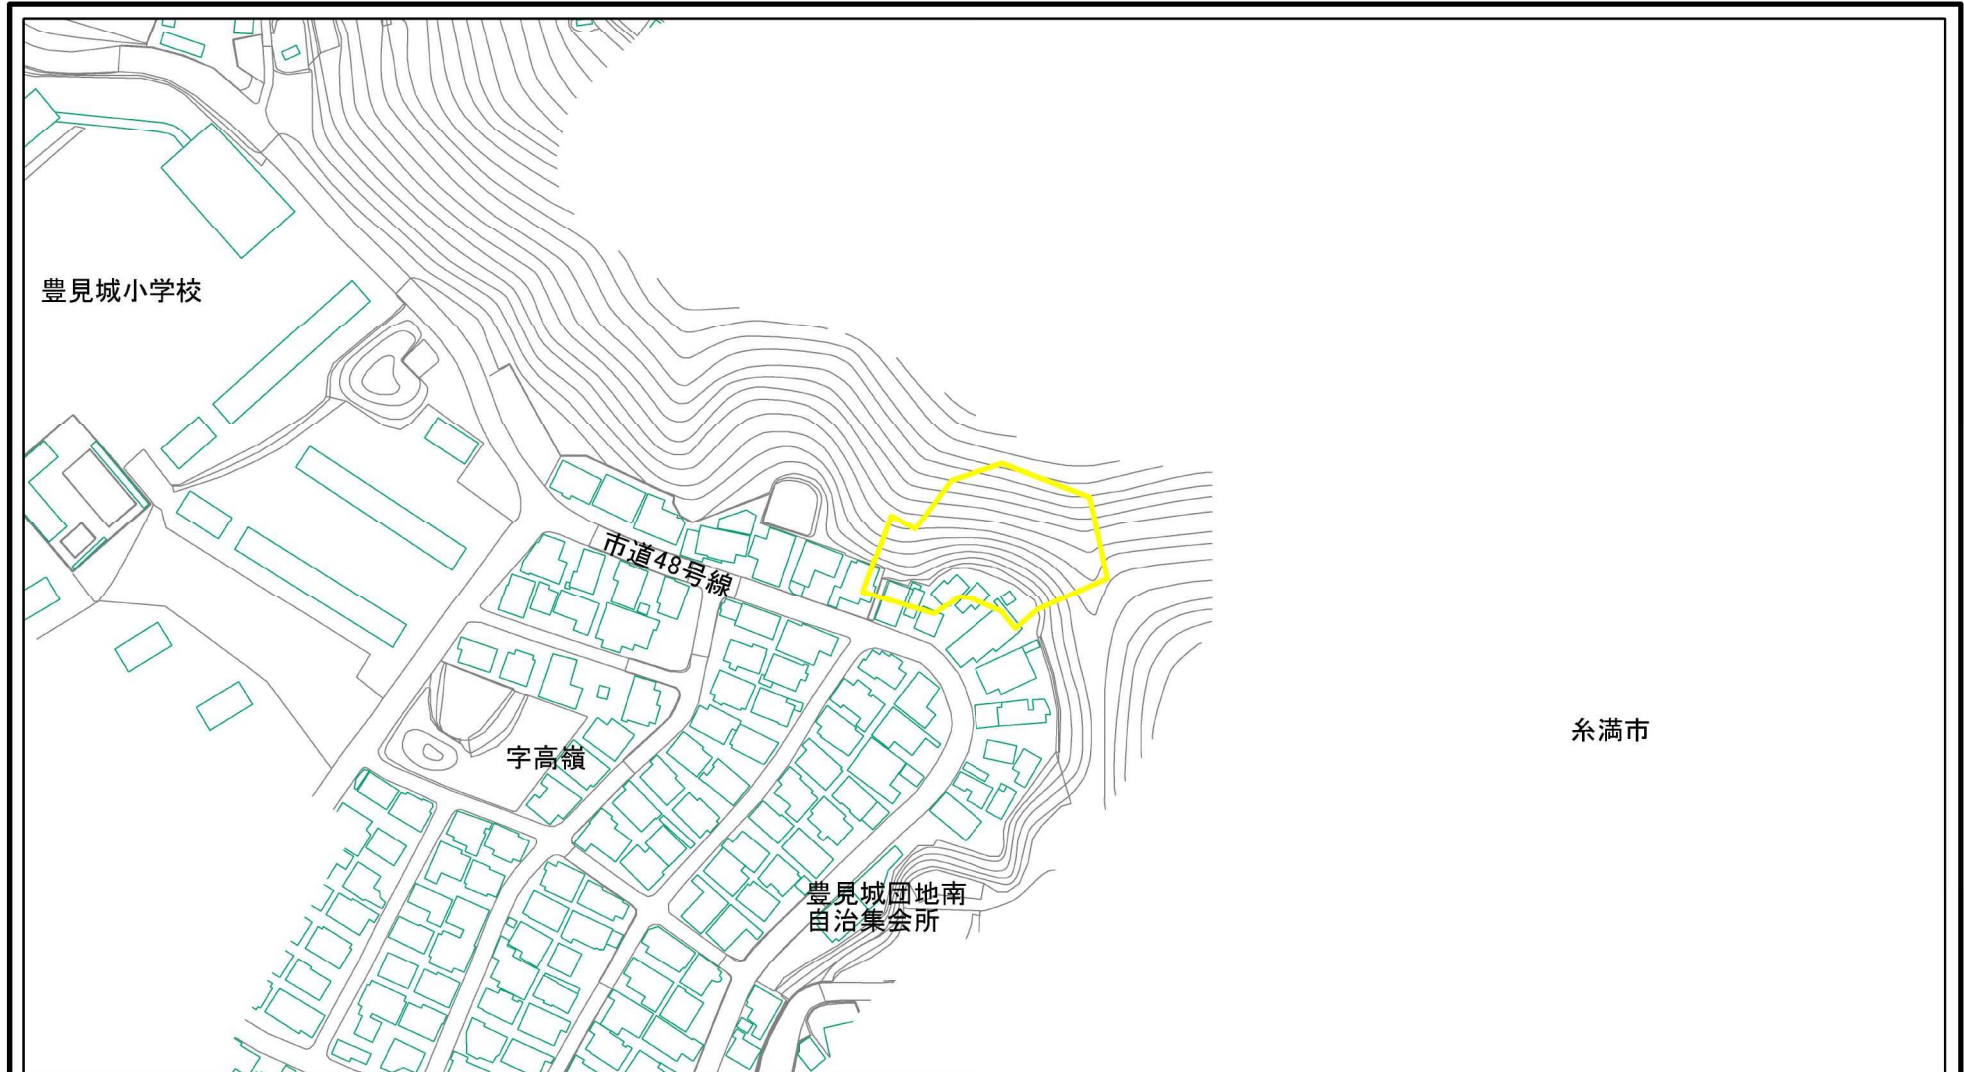 豊見城小学校
市道48号線
糸満市
字高嶺
豊見城団地南
自治集会所